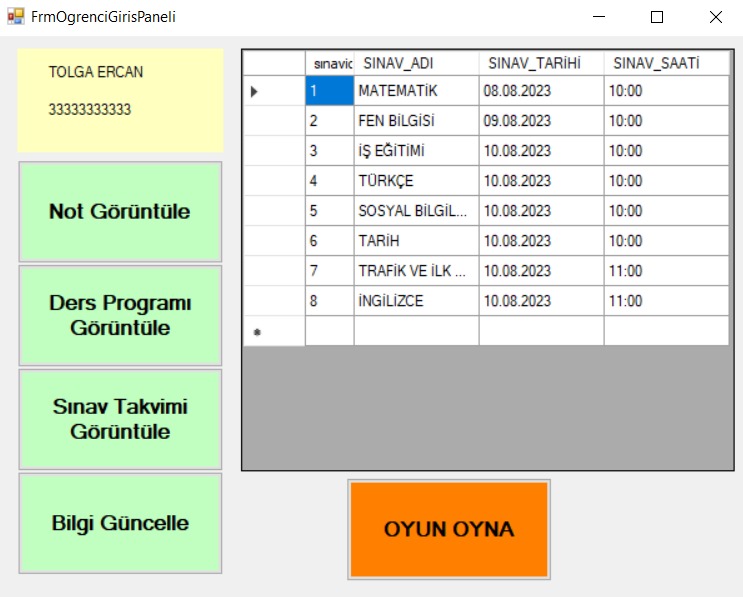 FrmOgrenciGirisPaneli
TOLGA ERCAN
33333333333
Not Görüntüle
Ders Programı
Görüntüle
Sınav Takvimi
Görüntüle
Bilgi Güncelle
sınavid SINAV_ADI SINAV_TARİHİ SINAV_SAATİ
1 MATEMATİK 08.08.2023 10:00
2 FEN BİLGİSİ 09.08.2023 10:00
3 İŞ EĞİTİMİ 10.08.2023 10:00
4 TÜRKÇE 10.08.2023 10:00
5 SOSYAL BİLGİL... 10.08.2023 10:00
6 TARİH 10.08.2023 10:00
7 TRAFİK VE İLK ... 10.08.2023 11:00
8 İNGİLİZCE 10.08.2023 11:00
OYUN OYNA